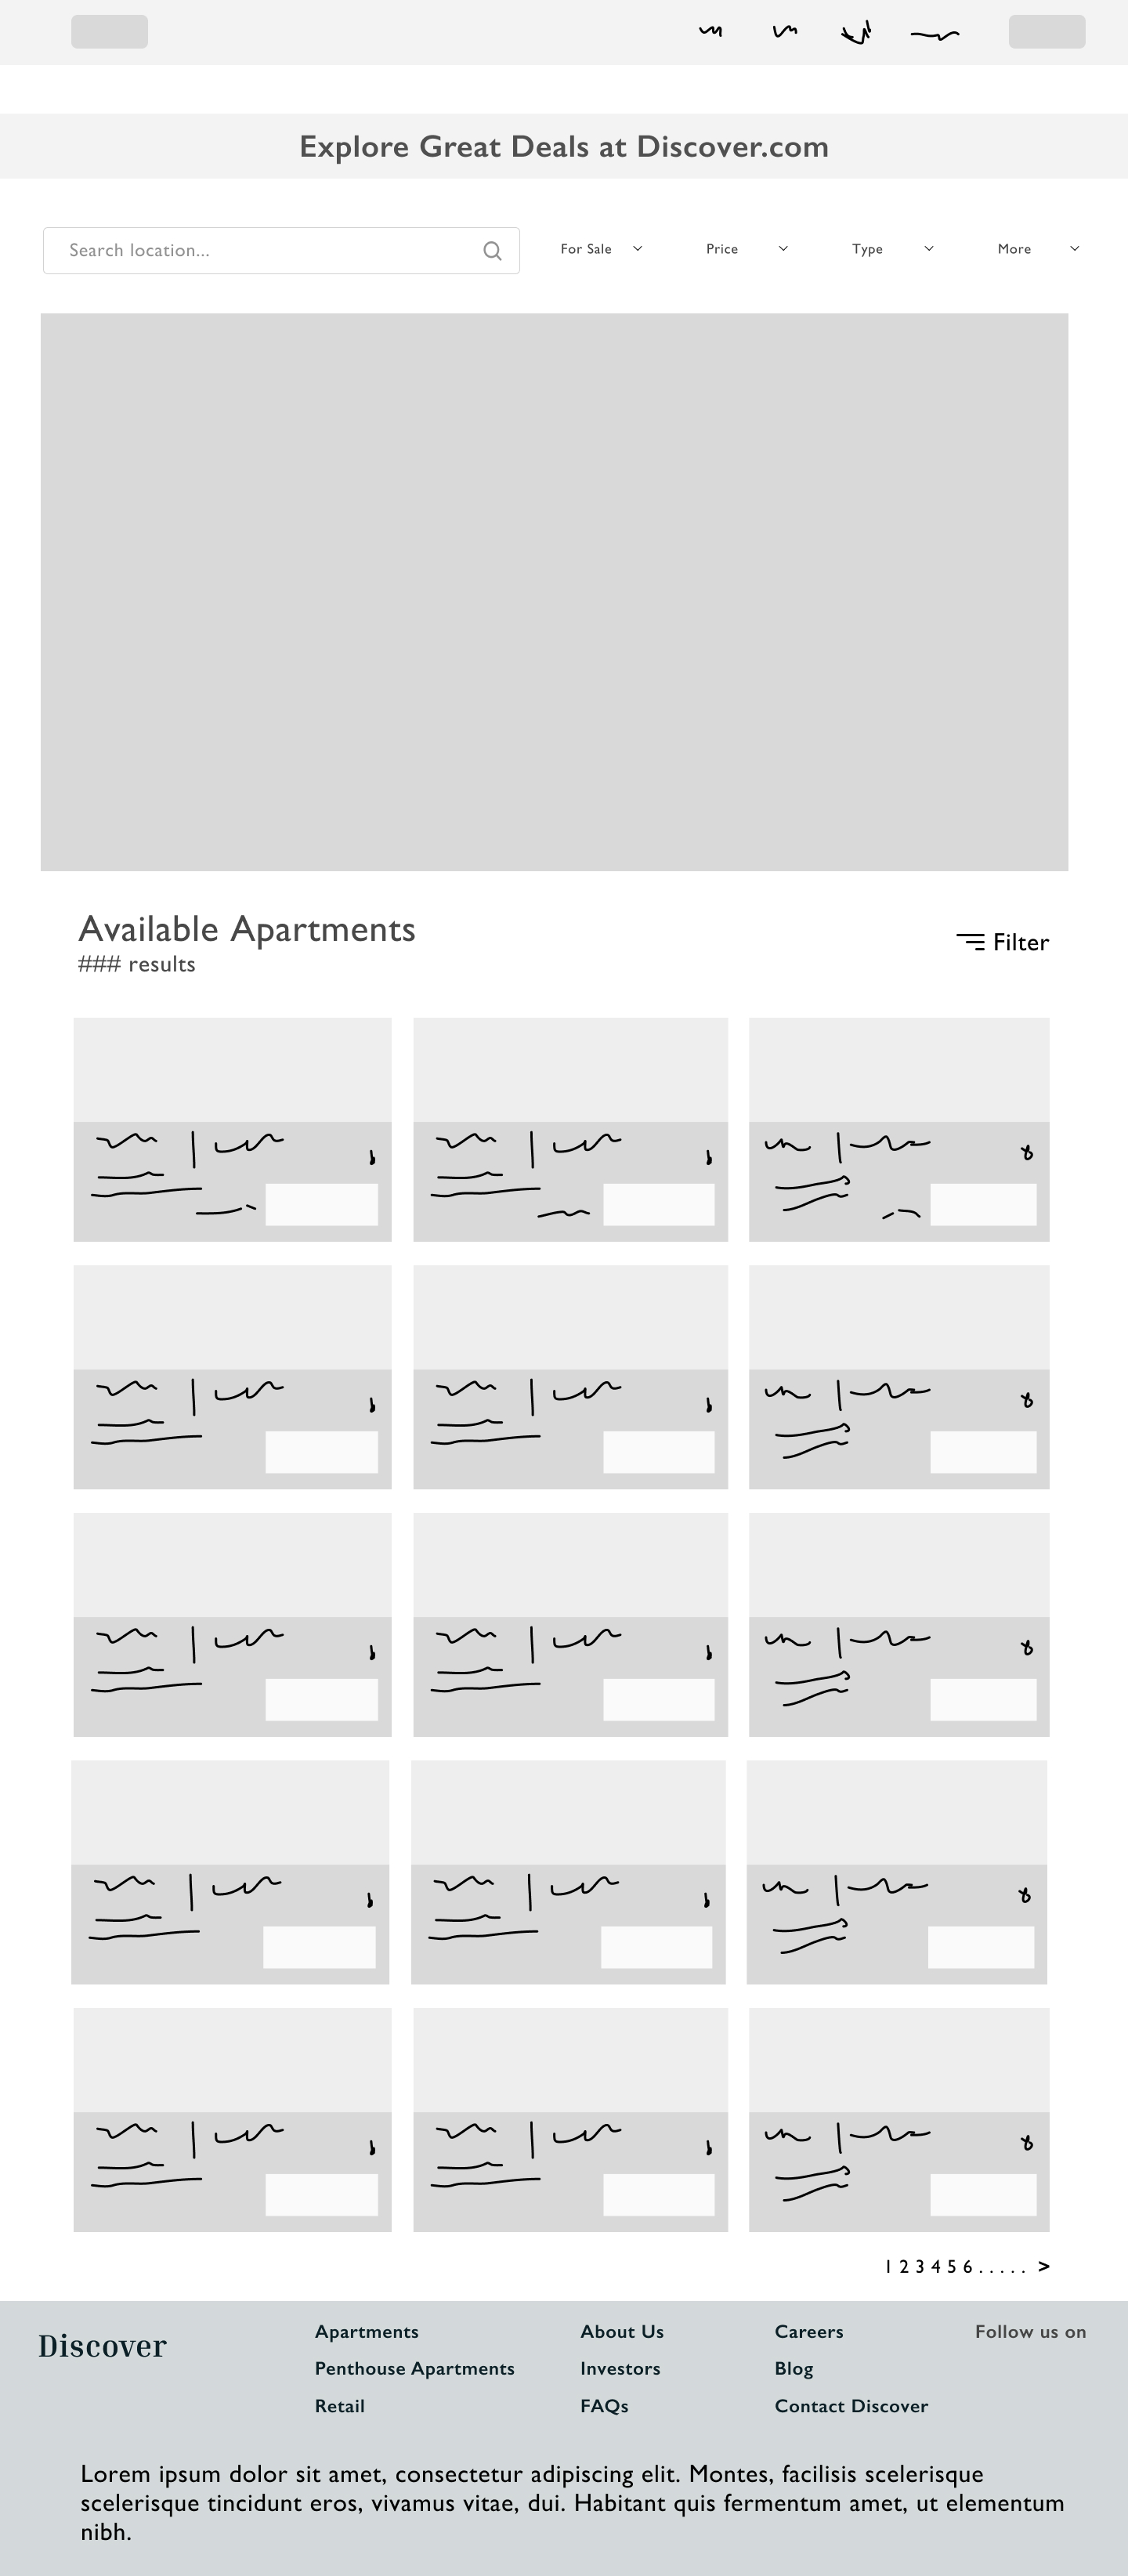 Explore Great Deals at Discover.com
Search location...
For Sale
Price
Type
More
Available Apartments
### results
Filter
1 2 3 4 5 6 . . . . . >
Discover
Apartments
Penthouse Apartments
Retail
About Us
Investors
FAQs
Careers
Blog
Contact Discover
Follow us on
Lorem ipsum dolor sit amet, consectetur adipiscing elit. Montes, facilisis scelerisque
scelerisque tincidunt eros, vivamus vitae, dui. Habitant quis fermentum amet, ut elementum
nibh.